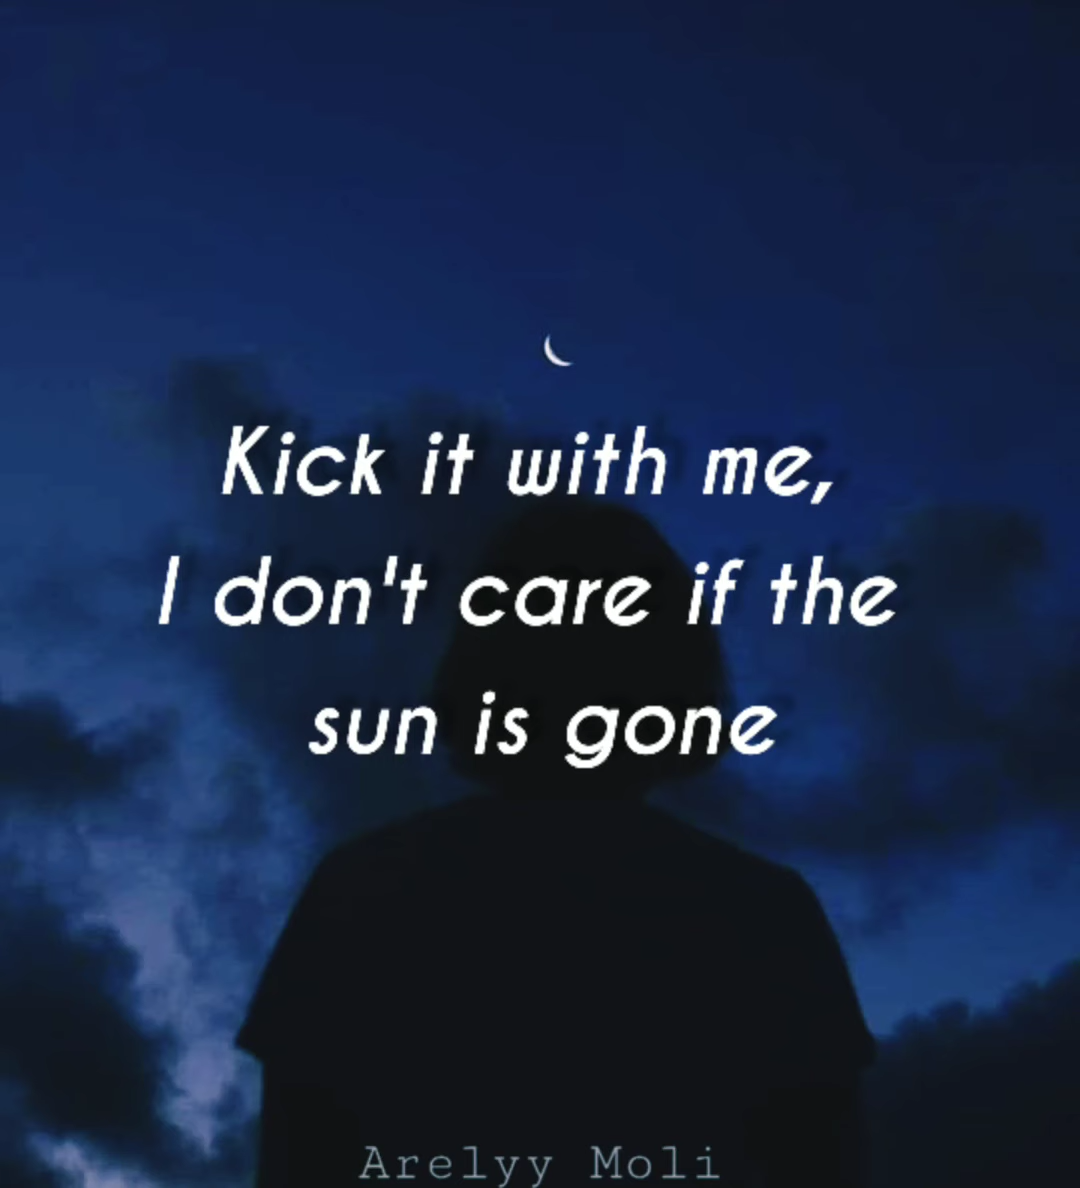 Kick it with me,
I don't care if the
sun is gone
Arelyy Moli